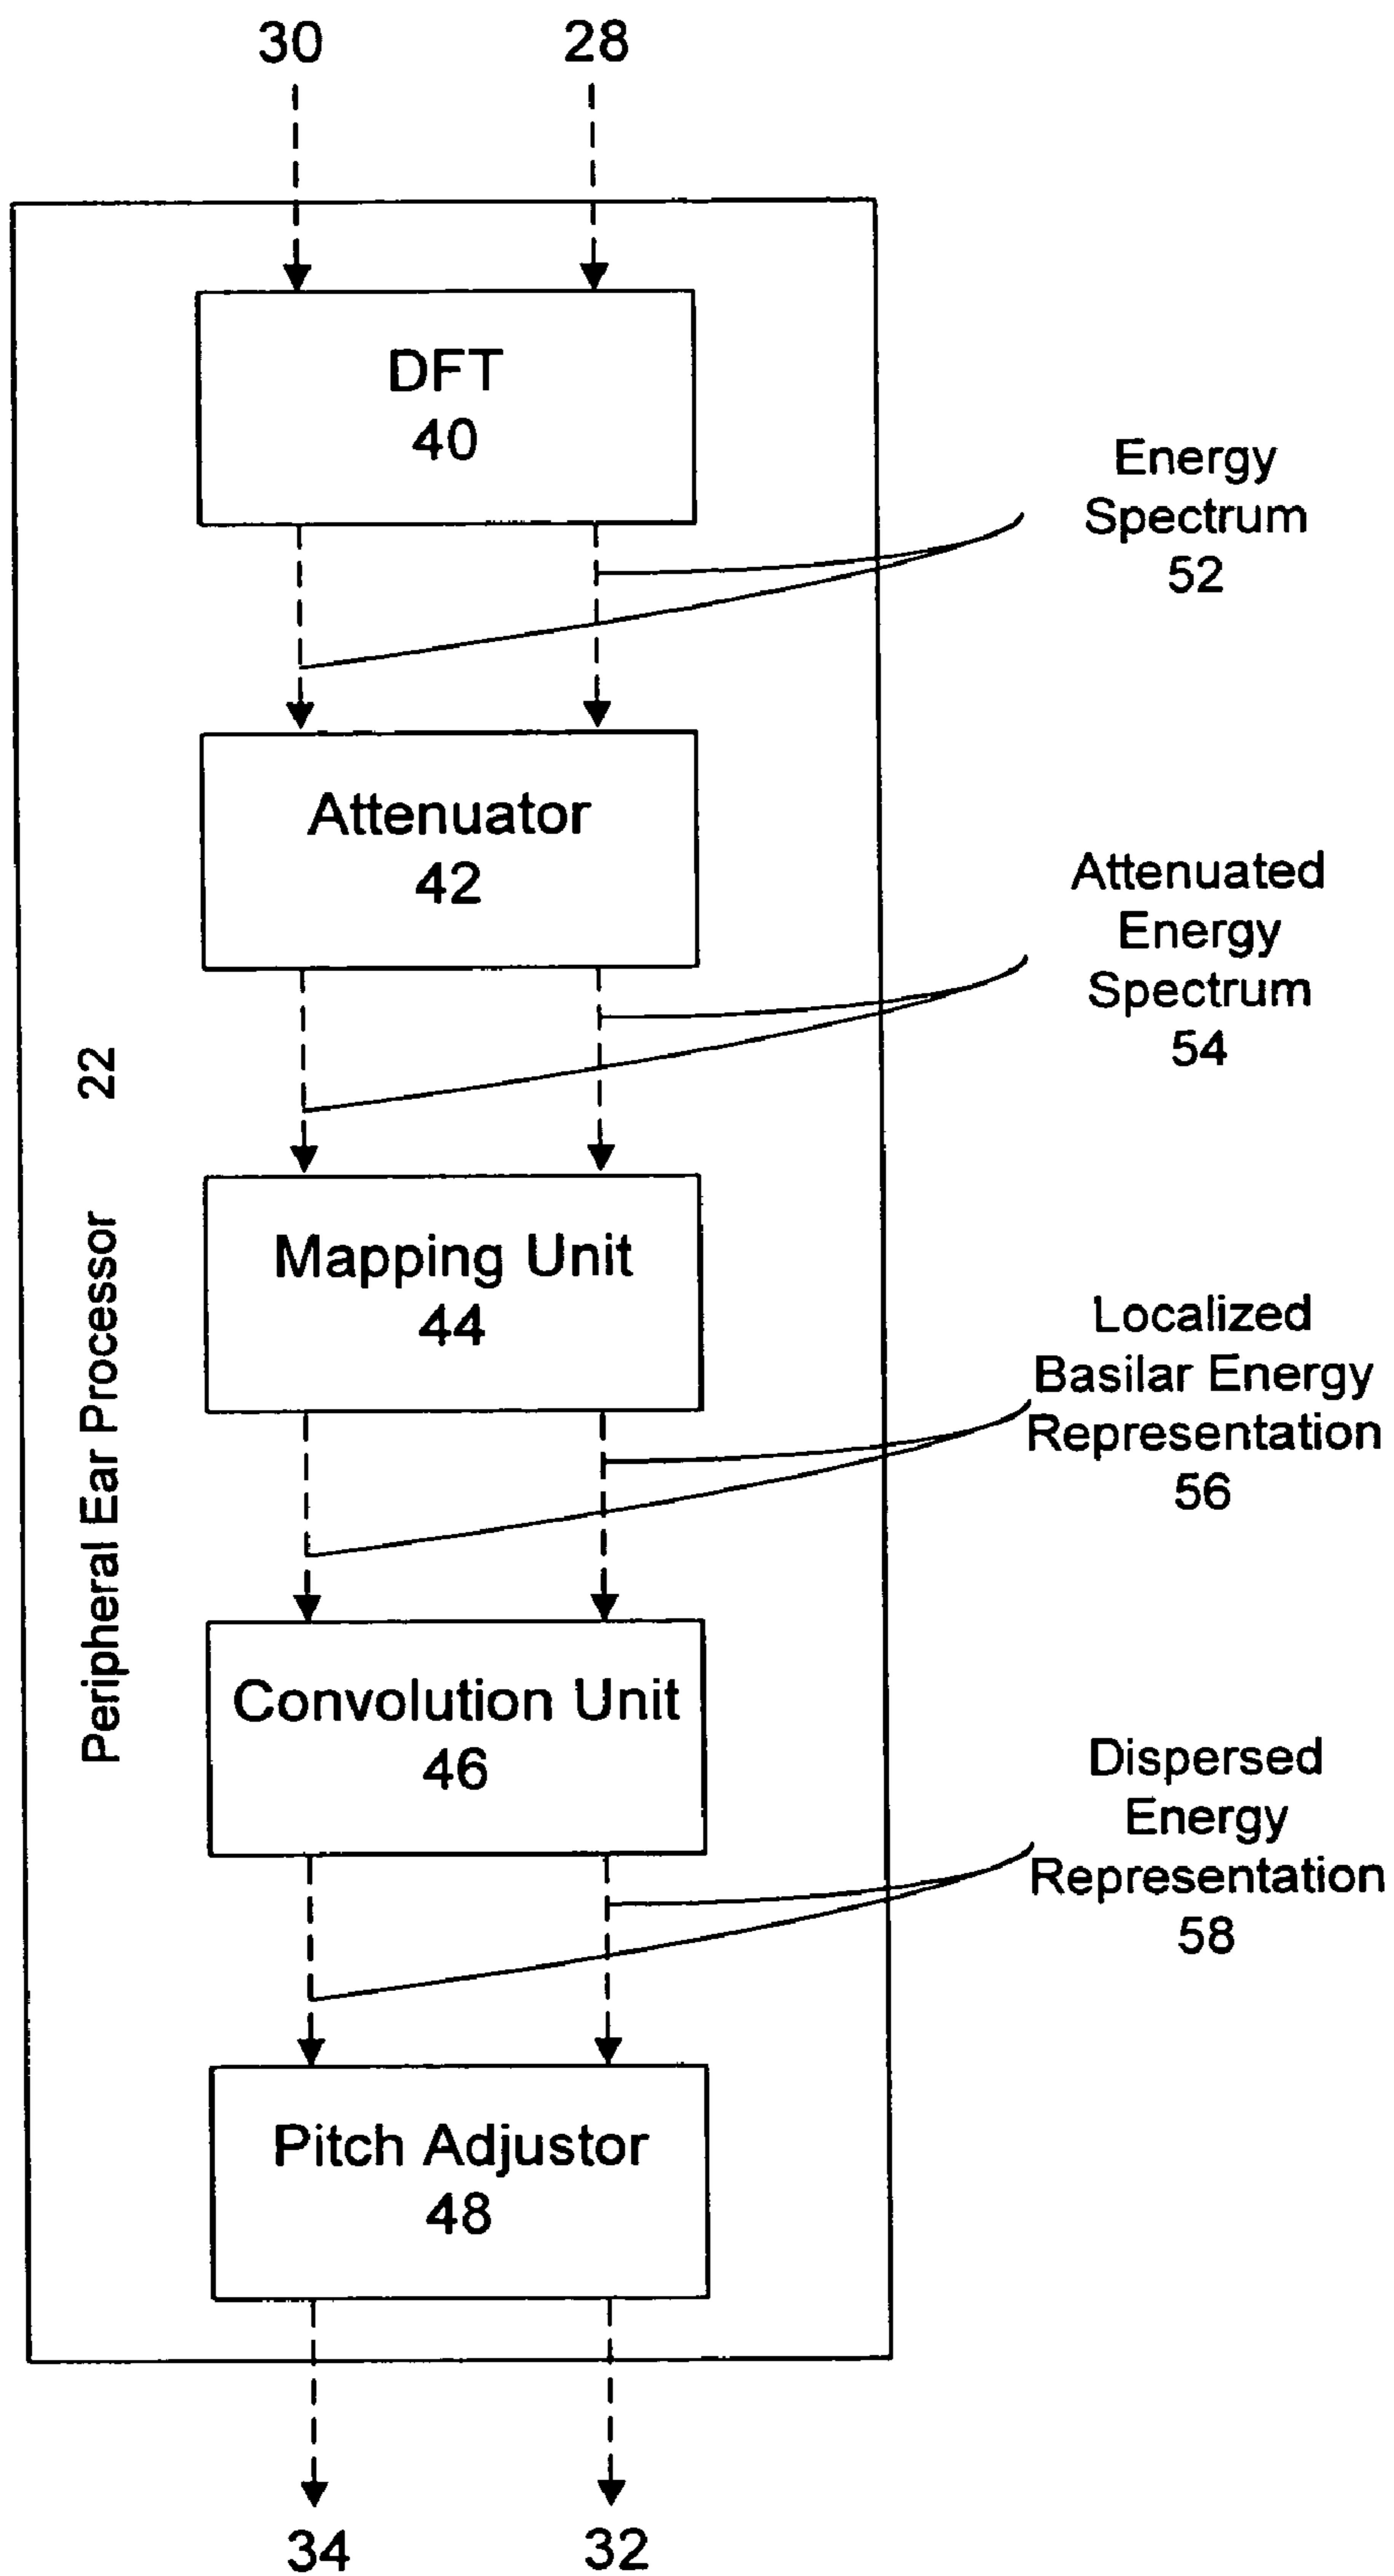 30 28
DFT
40
Energy
Spectrum
52
Attenuator
42
Attenuated
Energy
Spectrum
54
Peripheral Ear Processor 22
Mapping Unit
44
Localized
Basilar Energy
Representation
56
Convolution Unit
46
Dispersed
Energy
Representation
58
Pitch Adjustor
48
34 32